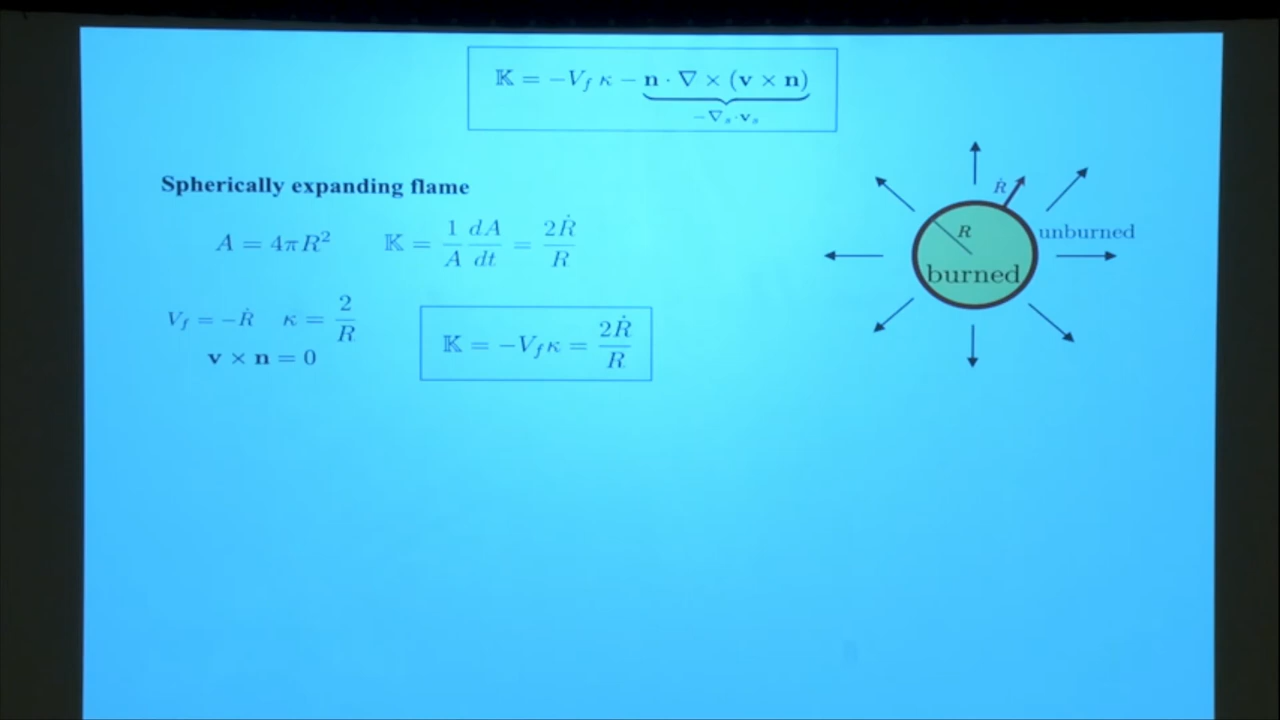 𝕂 = −V_f κ − n · ∇ × (v × n)
−∇_s · v_s
Spherically expanding flame
A = 4πR² 𝕂 = 1/A dA/dt = 2Ṙ/R
V_f = −Ṙ κ = 2/R
v × n = 0
𝕂 = −V_f κ = 2Ṙ/R
Ṙ
R
unburned
burned